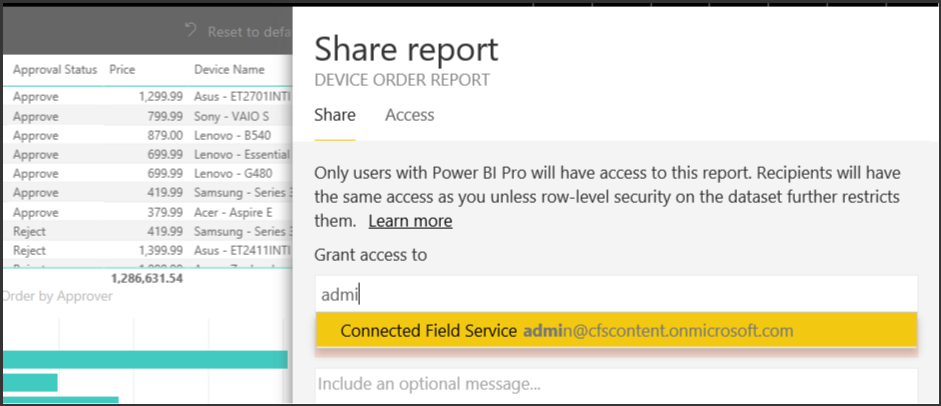 Reset to defa
Approval Status Price Device Name
Approve 1,299.99 Asus - ET2701INTI
Approve 799.99 Sony - VAIO S
Approve 879.00 Lenovo - B540
Approve 699.99 Lenovo - Essential
Approve 699.99 Lenovo - G480
Approve 419.99 Samsung - Series 3
Approve 379.99 Acer - Aspire E
Reject 419.99 Samsung - Series
Reject 1,399.99 Asus - ET2411INTI
1,286,631.54
Order by Approver
Share report
DEVICE ORDER REPORT
Share Access
Only users with Power BI Pro will have access to this report. Recipients will have
the same access as you unless row-level security on the dataset further restricts
them. Learn more
Grant access to
admi
Connected Field Service admin@cfscontent.onmicrosoft.com
Include an optional message...